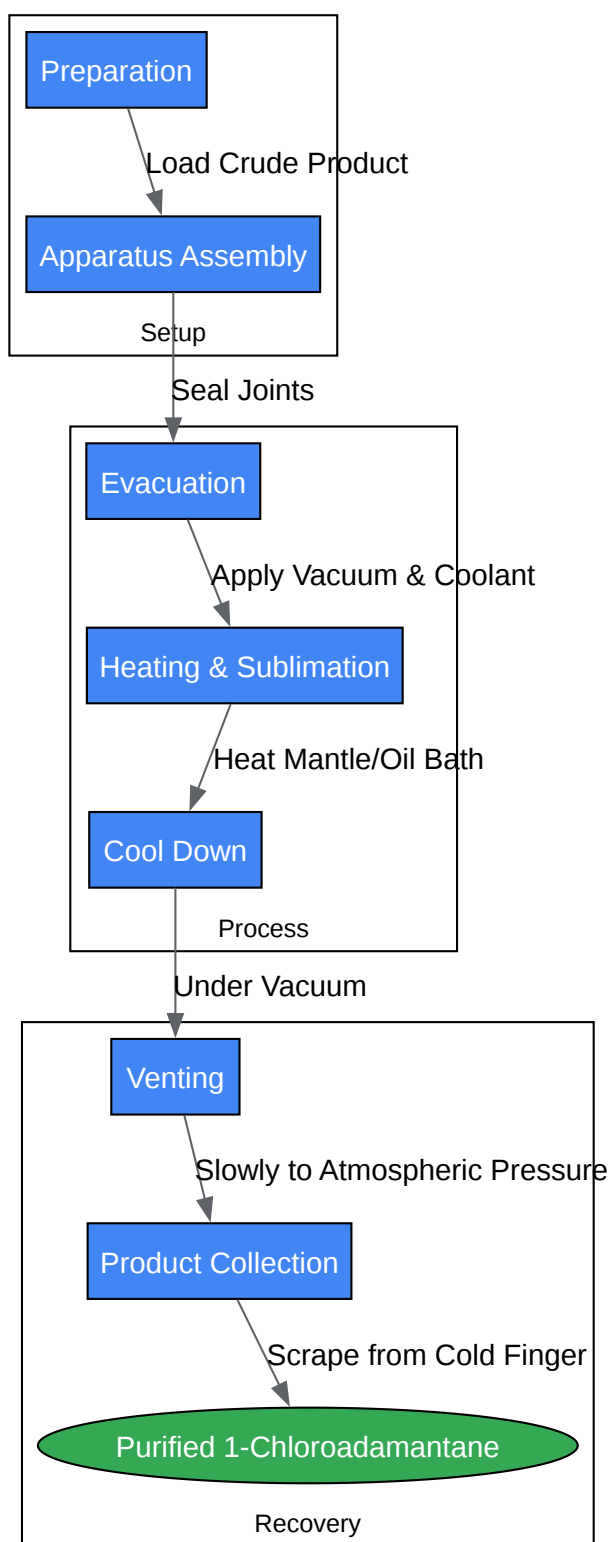 Preparation
Load Crude Product
Apparatus Assembly
Setup
Seal Joints
Evacuation
Apply Vacuum & Coolant
Heating & Sublimation
Heat Mantle/Oil Bath
Cool Down
Process
Under Vacuum
Venting
Slowly to Atmospheric Pressure
Product Collection
Scrape from Cold Finger
Purified 1-Chloroadamantane
Recovery